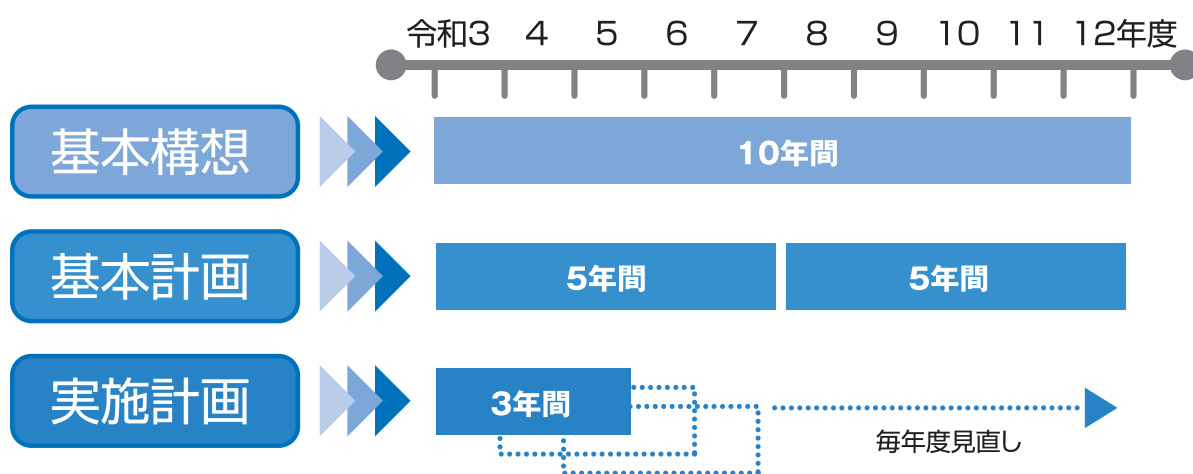 令和3 4 5 6 7 8 9 10 11 12年度
基本構想
10年間
基本計画
5年間 5年間
実施計画
3年間
毎年度見直し